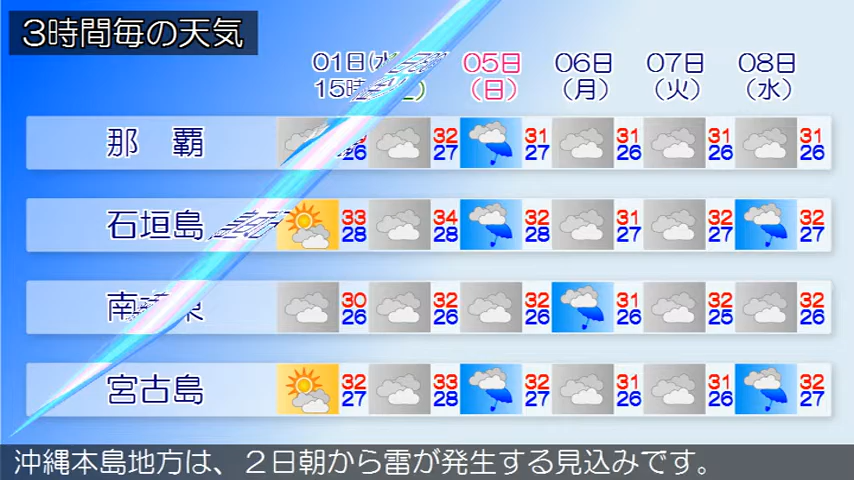 3時間毎の天気
01日(水 05日 06日 07日 08日
15時 (日) (月) (火) (水)
那　覇 26 32 27 31 27 31 26 31 26 31 26
石垣島 33 28 34 28 32 28 31 27 32 27 32 27
南 東 30 26 32 26 32 26 31 26 32 25 32 26
宮古島 32 27 33 28 32 27 31 26 31 26 32 27
沖縄本島地方は、２日朝から雷が発生する見込みです。